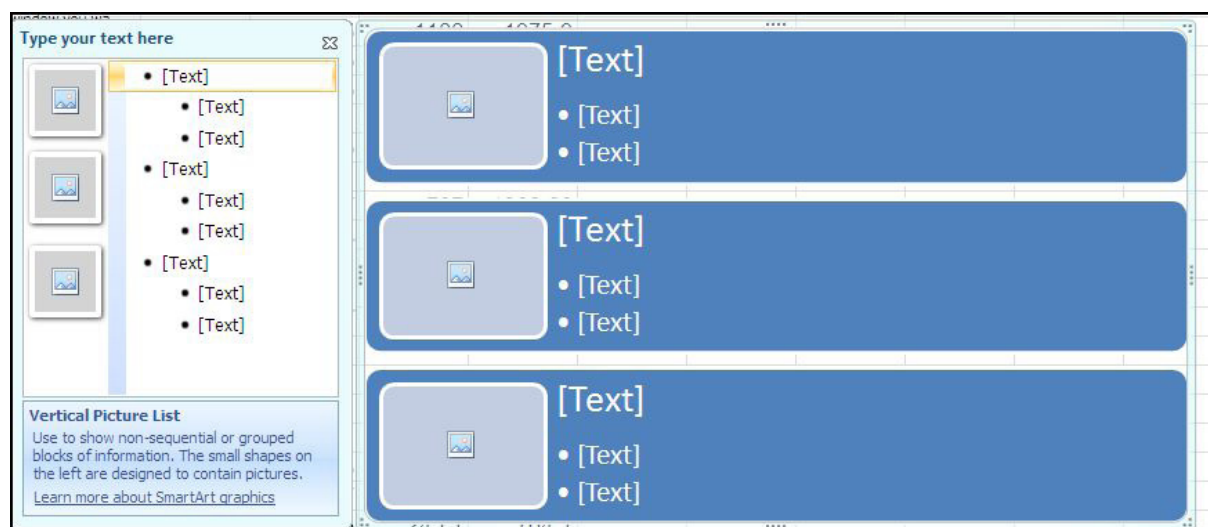 Type your text here
• [Text]
• [Text]
• [Text]
• [Text]
• [Text]
• [Text]
• [Text]
• [Text]
• [Text]
Vertical Picture List
Use to show non-sequential or grouped
blocks of information. The small shapes on
the left are designed to contain pictures.
Learn more about SmartArt graphics
[Text]
• [Text]
• [Text]
[Text]
• [Text]
• [Text]
[Text]
• [Text]
• [Text]